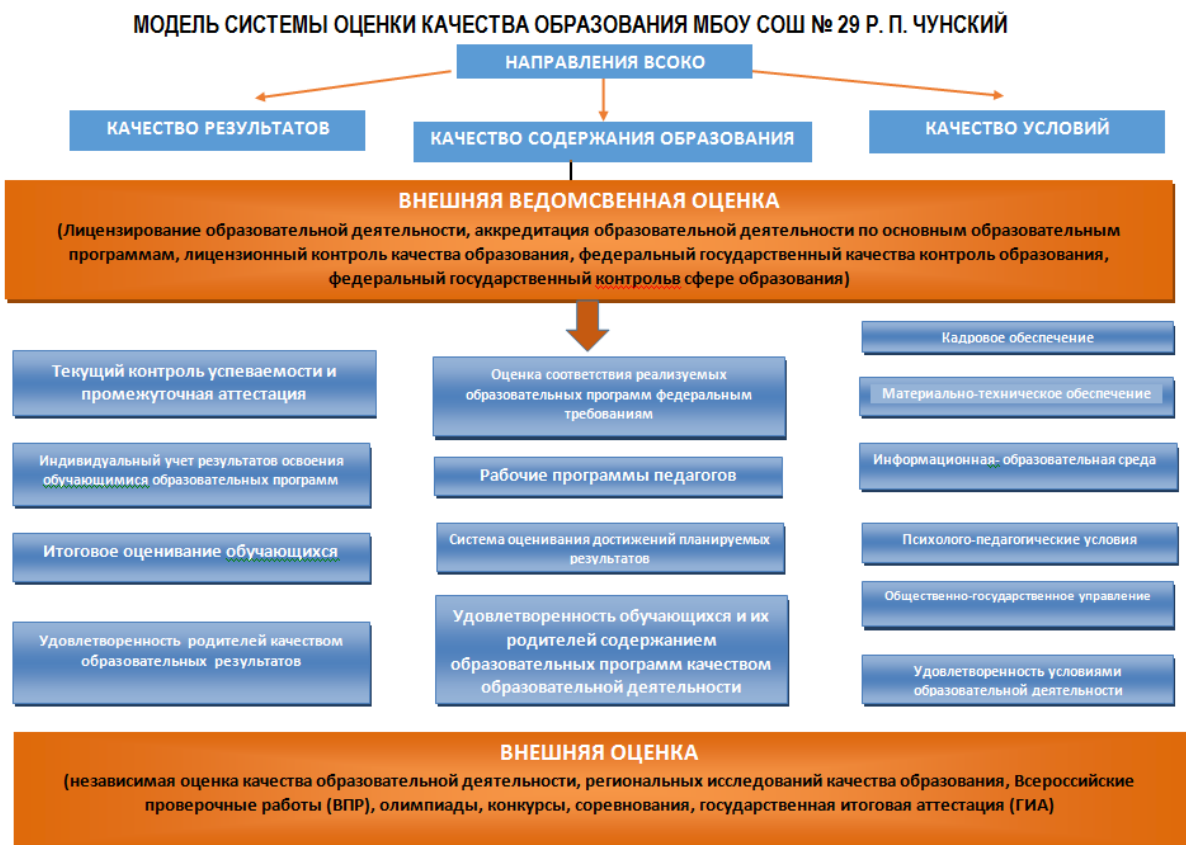 МОДЕЛЬ СИСТЕМЫ ОЦЕНКИ КАЧЕСТВА ОБРАЗОВАНИЯ МБОУ СОШ № 29 Р. П. ЧУНСКИЙ
НАПРАВЛЕНИЯ ВСОКО
КАЧЕСТВО РЕЗУЛЬТАТОВ
КАЧЕСТВО СОДЕРЖАНИЯ ОБРАЗОВАНИЯ
КАЧЕСТВО УСЛОВИЙ
ВНЕШНЯЯ ВЕДОМСВЕННАЯ ОЦЕНКА
(Лицензирование образовательной деятельности, аккредитация образовательной деятельности по основным образовательным
программам, лицензионный контроль качества образования, федеральный государственный качества контроль образования,
федеральный государственный контрольв сфере образования)
Текущий контроль успеваемости и
промежуточная аттестация
Индивидуальный учет результатов освоения
обучающимися образовательных программ
Итоговое оценивание обучающихся
Удовлетворенность родителей качеством
образовательных результатов
Оценка соответствия реализуемых
образовательных программ федеральным
требованиям
Рабочие программы педагогов
Система оценивания достижений планируемых
результатов
Удовлетворенность обучающихся и их
родителей содержанием
образовательных программ качеством
образовательной деятельности
Кадровое обеспечение
Материально-техническое обеспечение
Информационная- образовательная среда
Психолого-педагогические условия
Общественно-государственное управление
Удовлетворенность условиями
образовательной деятельности
ВНЕШНЯЯ ОЦЕНКА
(независимая оценка качества образовательной деятельности, региональных исследований качества образования, Всероссийские
проверочные работы (ВПР), олимпиады, конкурсы, соревнования, государственная итоговая аттестация (ГИА)